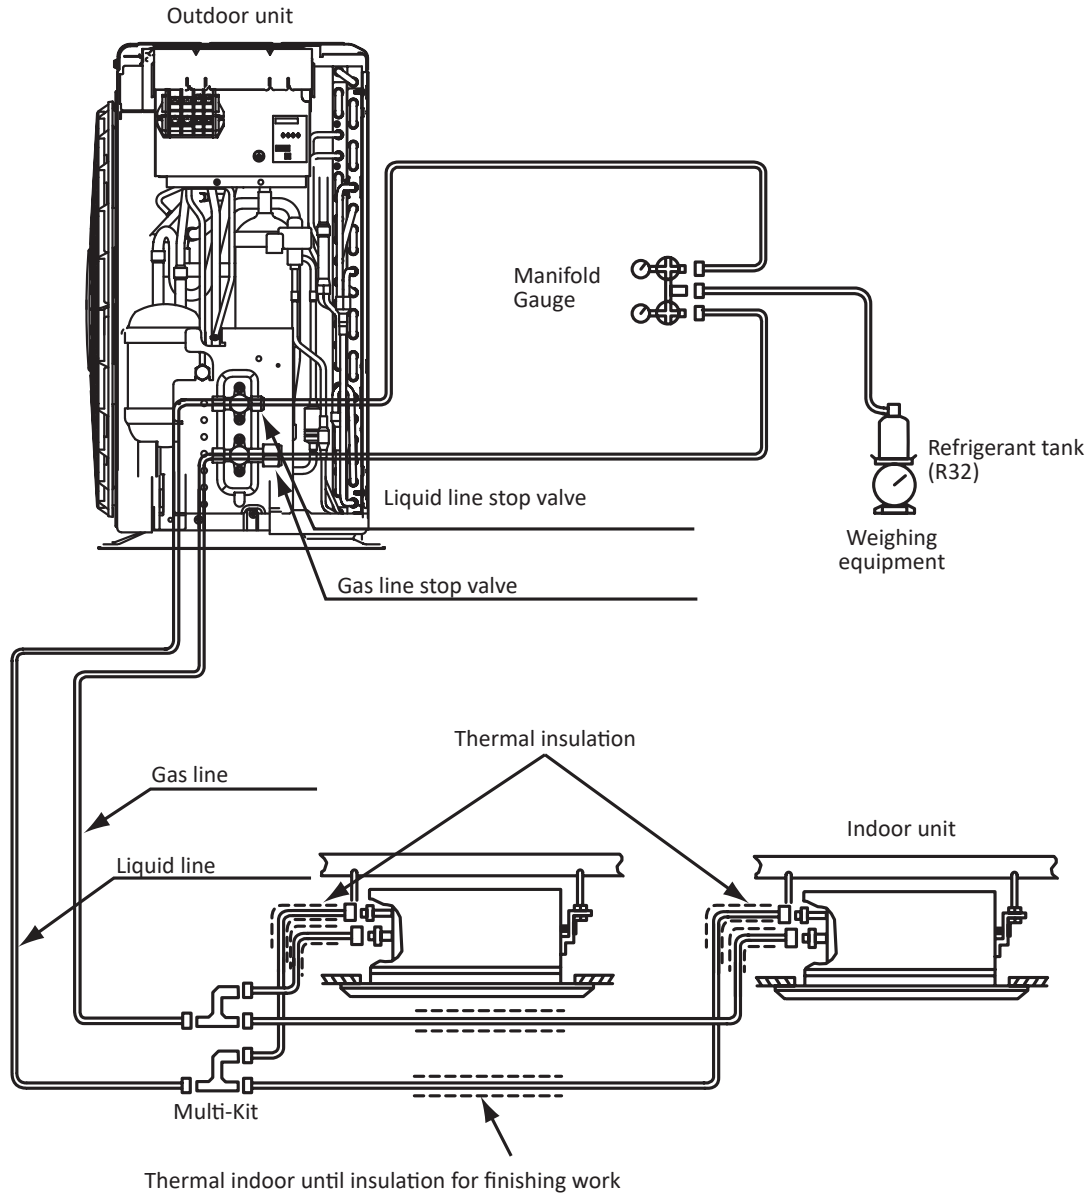 Outdoor unit
Manifold
Gauge
Refrigerant tank
(R32)
Liquid line stop valve
Weighing
equipment
Gas line stop valve
Thermal insulation
Gas line
Indoor unit
Liquid line
Multi-Kit
Thermal indoor until insulation for finishing work